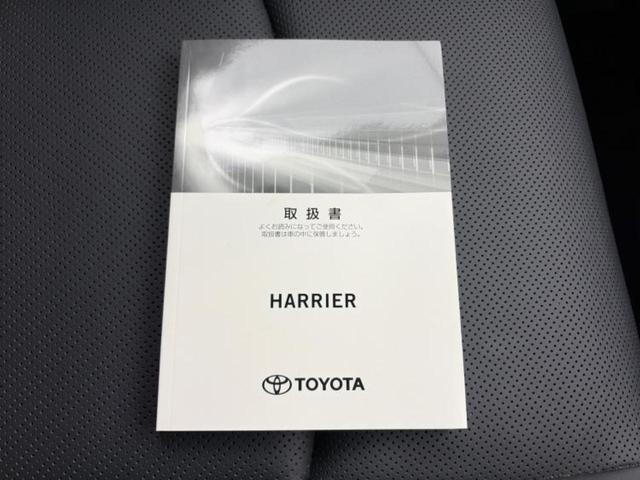 取扱書
よくお読みになってご使用ください。
取扱書は車の中に保管しましょう。
HARRIER
TOYOTA